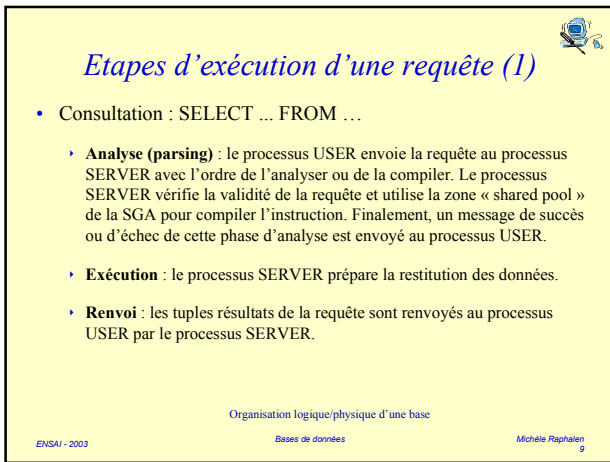 Etapes d'exécution d'une requête (1)
• Consultation : SELECT ... FROM …
‣ Analyse (parsing) : le processus USER envoie la requête au processus
SERVER avec l'ordre de l'analyser ou de la compiler. Le processus
SERVER vérifie la validité de la requête et utilise la zone « shared pool »
de la SGA pour compiler l'instruction. Finalement, un message de succès
ou d'échec de cette phase d'analyse est envoyé au processus USER.
‣ Exécution : le processus SERVER prépare la restitution des données.
‣ Renvoi : les tuples résultats de la requête sont renvoyés au processus
USER par le processus SERVER.
Organisation logique/physique d'une base
ENSAI - 2003 Bases de données Michèle Raphalen
9